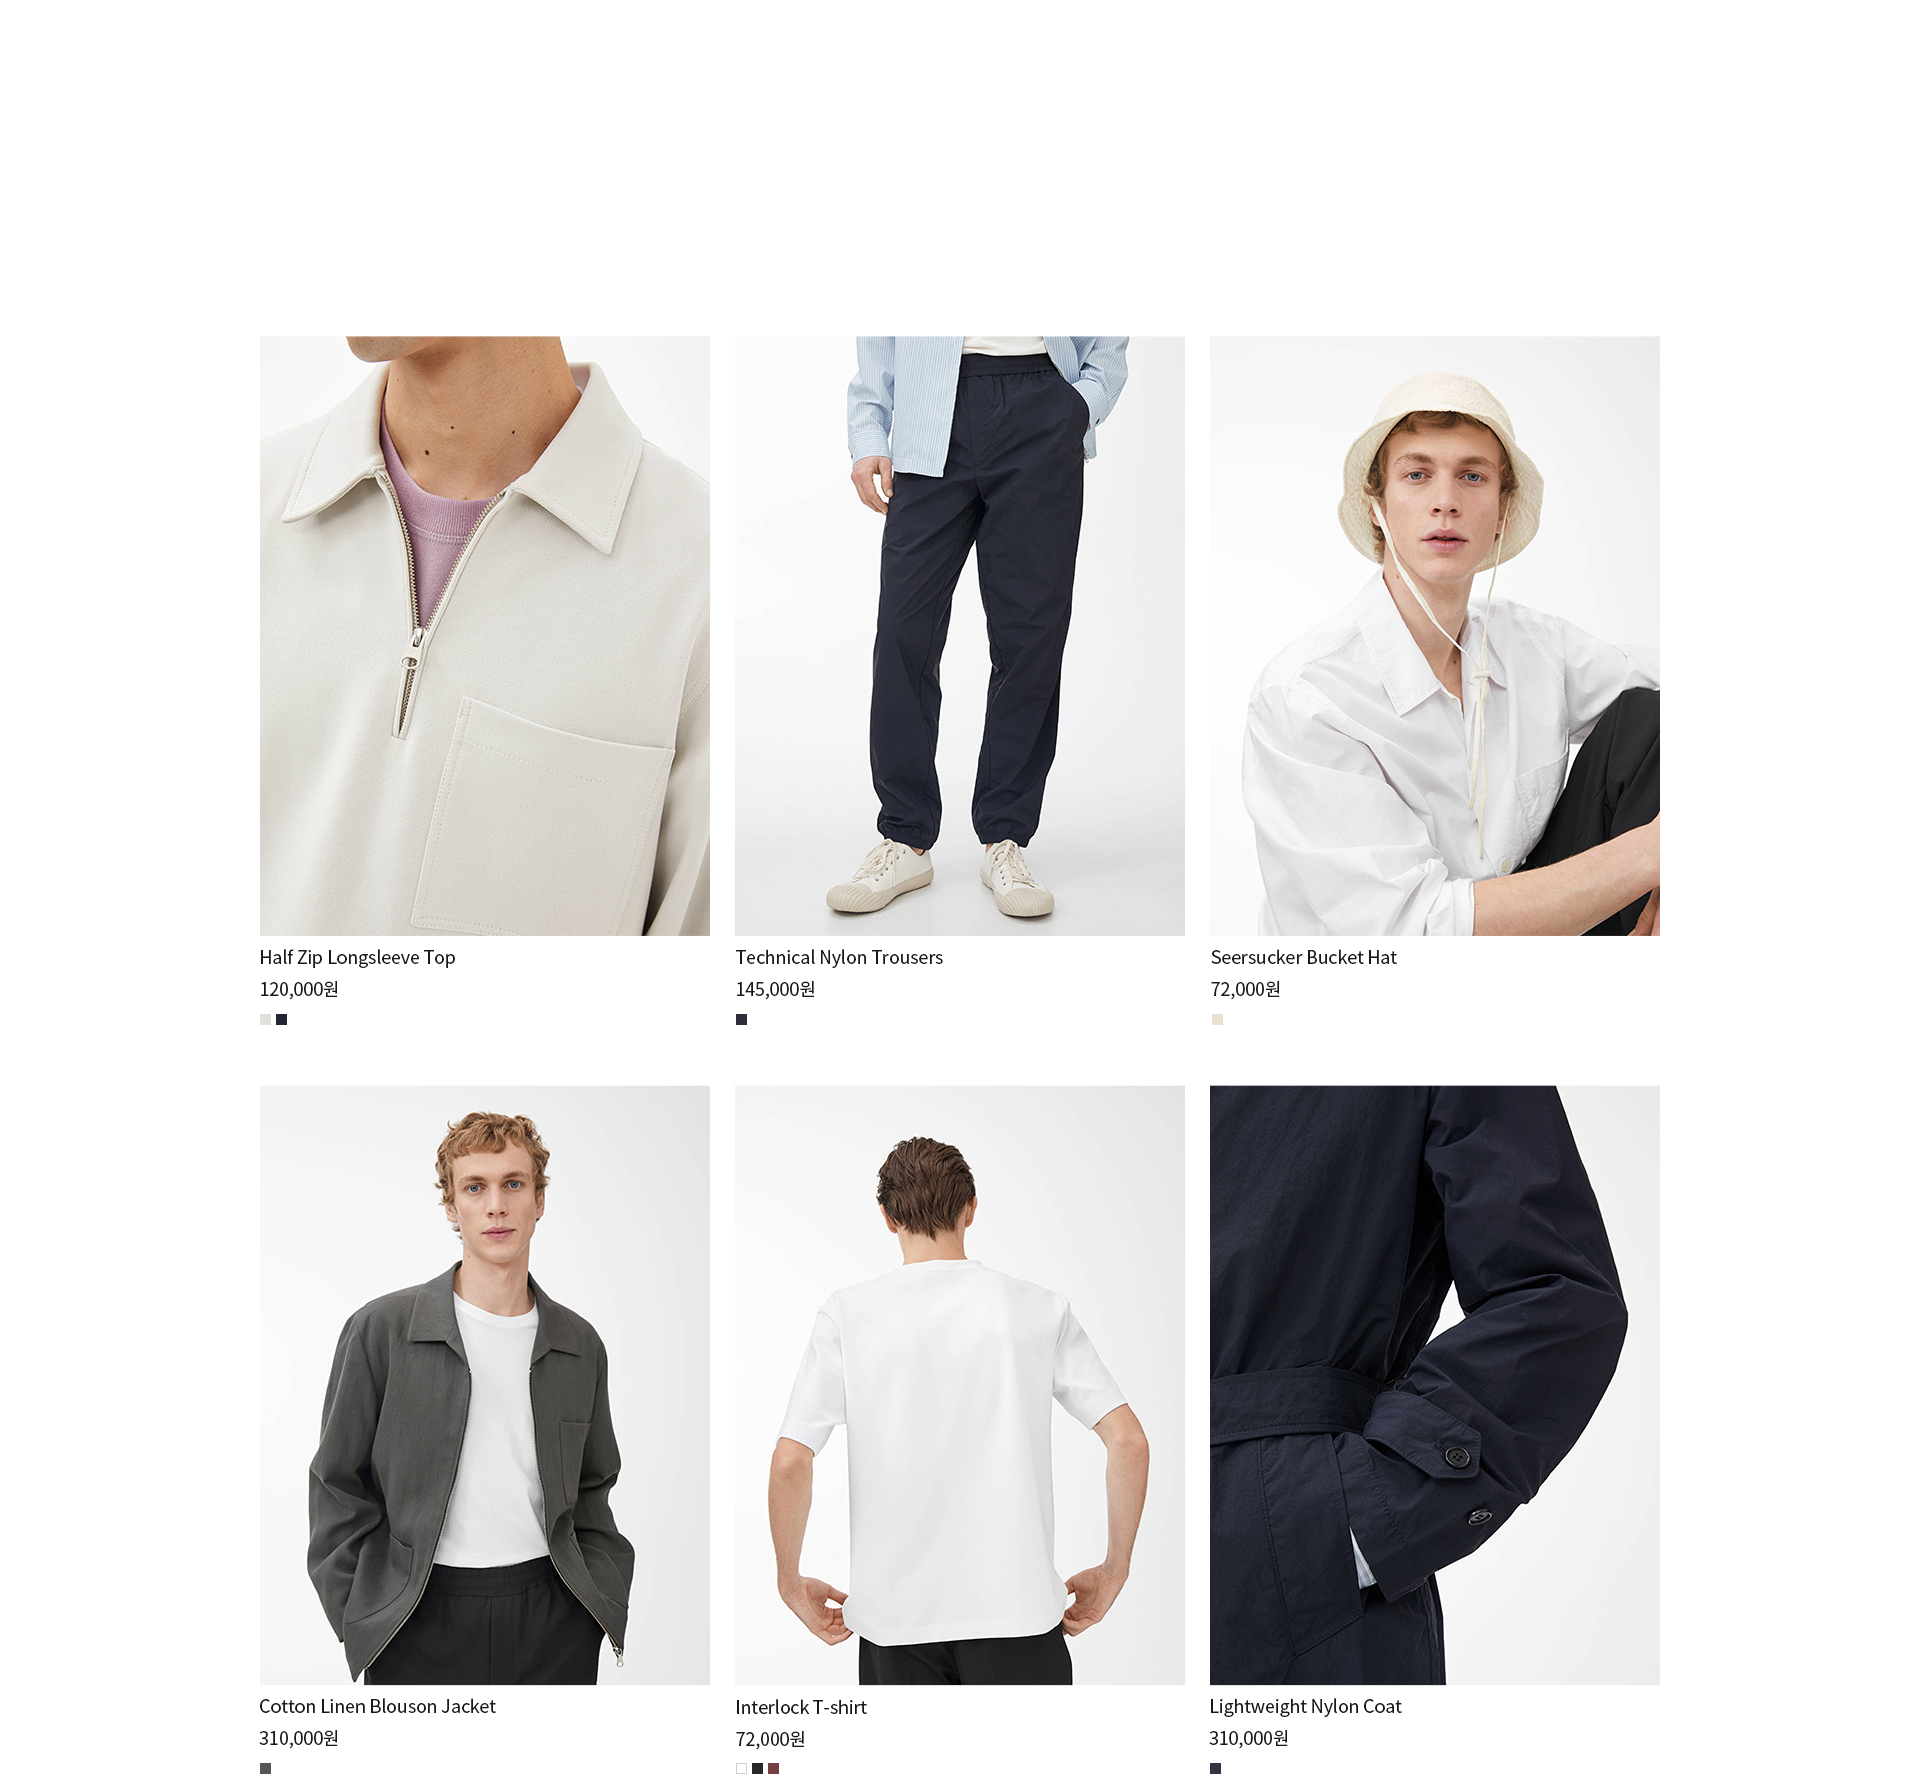 Half Zip Longsleeve Top
120,000원
Technical Nylon Trousers
145,000원
Seersucker Bucket Hat
72,000원
Cotton Linen Blouson Jacket
310,000원
Interlock T-shirt
72,000원
Lightweight Nylon Coat
310,000원